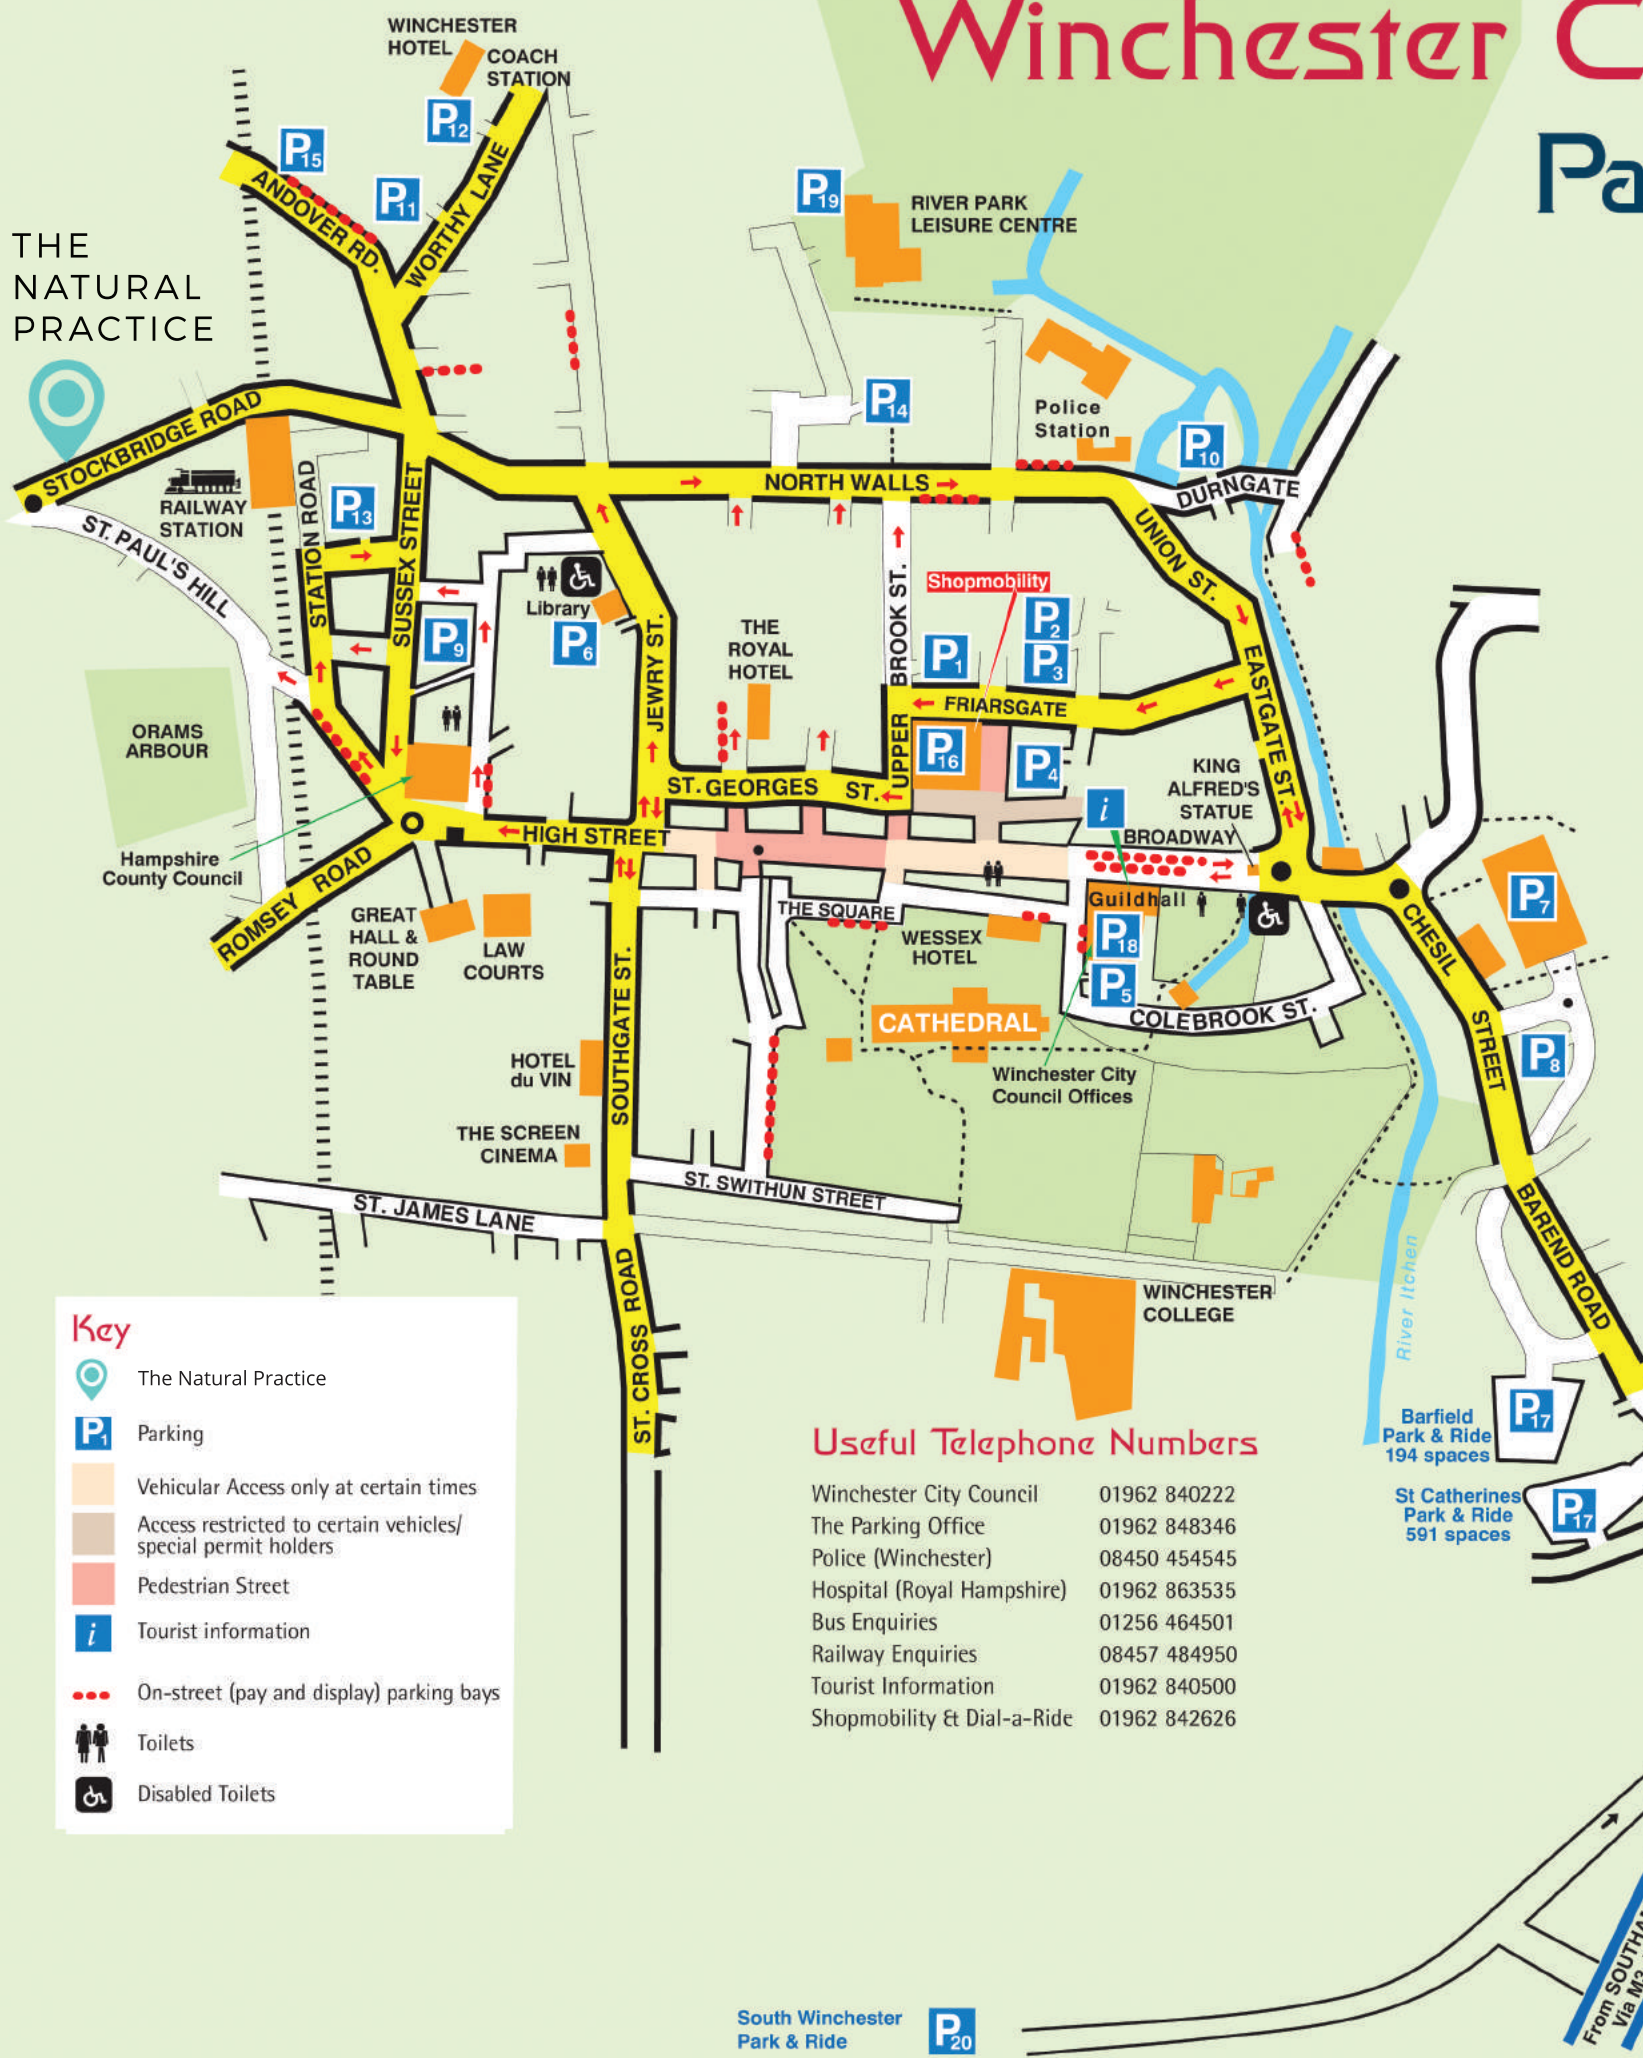 Winchester C
Pa
WINCHESTER
HOTEL
COACH
STATION
P12
P15
P11
ANDOVER RD.
WORTHY LANE
THE
NATURAL
PRACTICE
P19
RIVER PARK
LEISURE CENTRE
STOCKBRIDGE ROAD
P14
Police
Station
P10
DURNGATE
RAILWAY
STATION
STATION ROAD
P13
SUSSEX STREET
NORTH WALLS
UNION ST.
ST. PAUL'S HILL
Library
P6
P9
JEWRY ST.
THE
ROYAL
HOTEL
UPPER BROOK ST.
Shopmobility
P1
P2
P3
FRIARSGATE
EASTGATE ST.
ORAMS
ARBOUR
P16
P4
KING
ALFRED'S
STATUE
i
BROADWAY
ST. GEORGES ST.
HIGH STREET
Hampshire
County Council
ROMSEY ROAD
GREAT
HALL &
ROUND
TABLE
LAW
COURTS
THE SQUARE
WESSEX
HOTEL
Guildhall
P18
P5
P7
CHESIL STREET
CATHEDRAL
COLEBROOK ST.
SOUTHGATE ST.
HOTEL
du VIN
Winchester City
Council Offices
P8
THE SCREEN
CINEMA
ST. SWITHUN STREET
ST. JAMES LANE
BAREND ROAD
River Itchen
ST. CROSS ROAD
WINCHESTER
COLLEGE
P17
Barfield
Park & Ride
194 spaces
St Catherines
Park & Ride
591 spaces
P17
Key
The Natural Practice
P1 Parking
Vehicular Access only at certain times
Access restricted to certain vehicles/
special permit holders
Pedestrian Street
i Tourist information
On-street (pay and display) parking bays
Toilets
Disabled Toilets
Useful Telephone Numbers
Winchester City Council 01962 840222
The Parking Office 01962 848346
Police (Winchester) 08450 454545
Hospital (Royal Hampshire) 01962 863535
Bus Enquiries 01256 464501
Railway Enquiries 08457 484950
Tourist Information 01962 840500
Shopmobility & Dial-a-Ride 01962 842626
South Winchester
Park & Ride
P20
From SOUTHA
Via M3